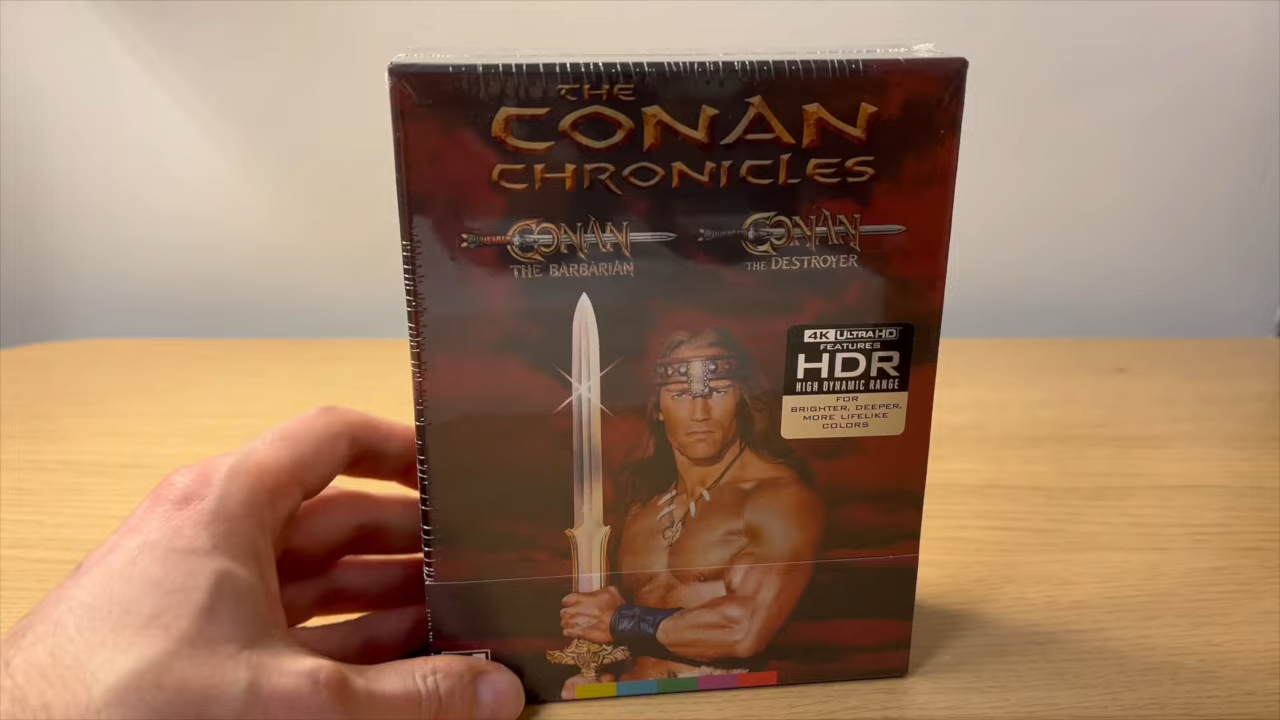 THE
CONAN
CHRONICLES
CONAN
THE BARBARIAN
CONAN
THE DESTROYER
4K ULTRA HD
FEATURES
HDR
HIGH DYNAMIC RANGE
FOR
BRIGHTER, DEEPER,
MORE LIFELIKE
COLORS